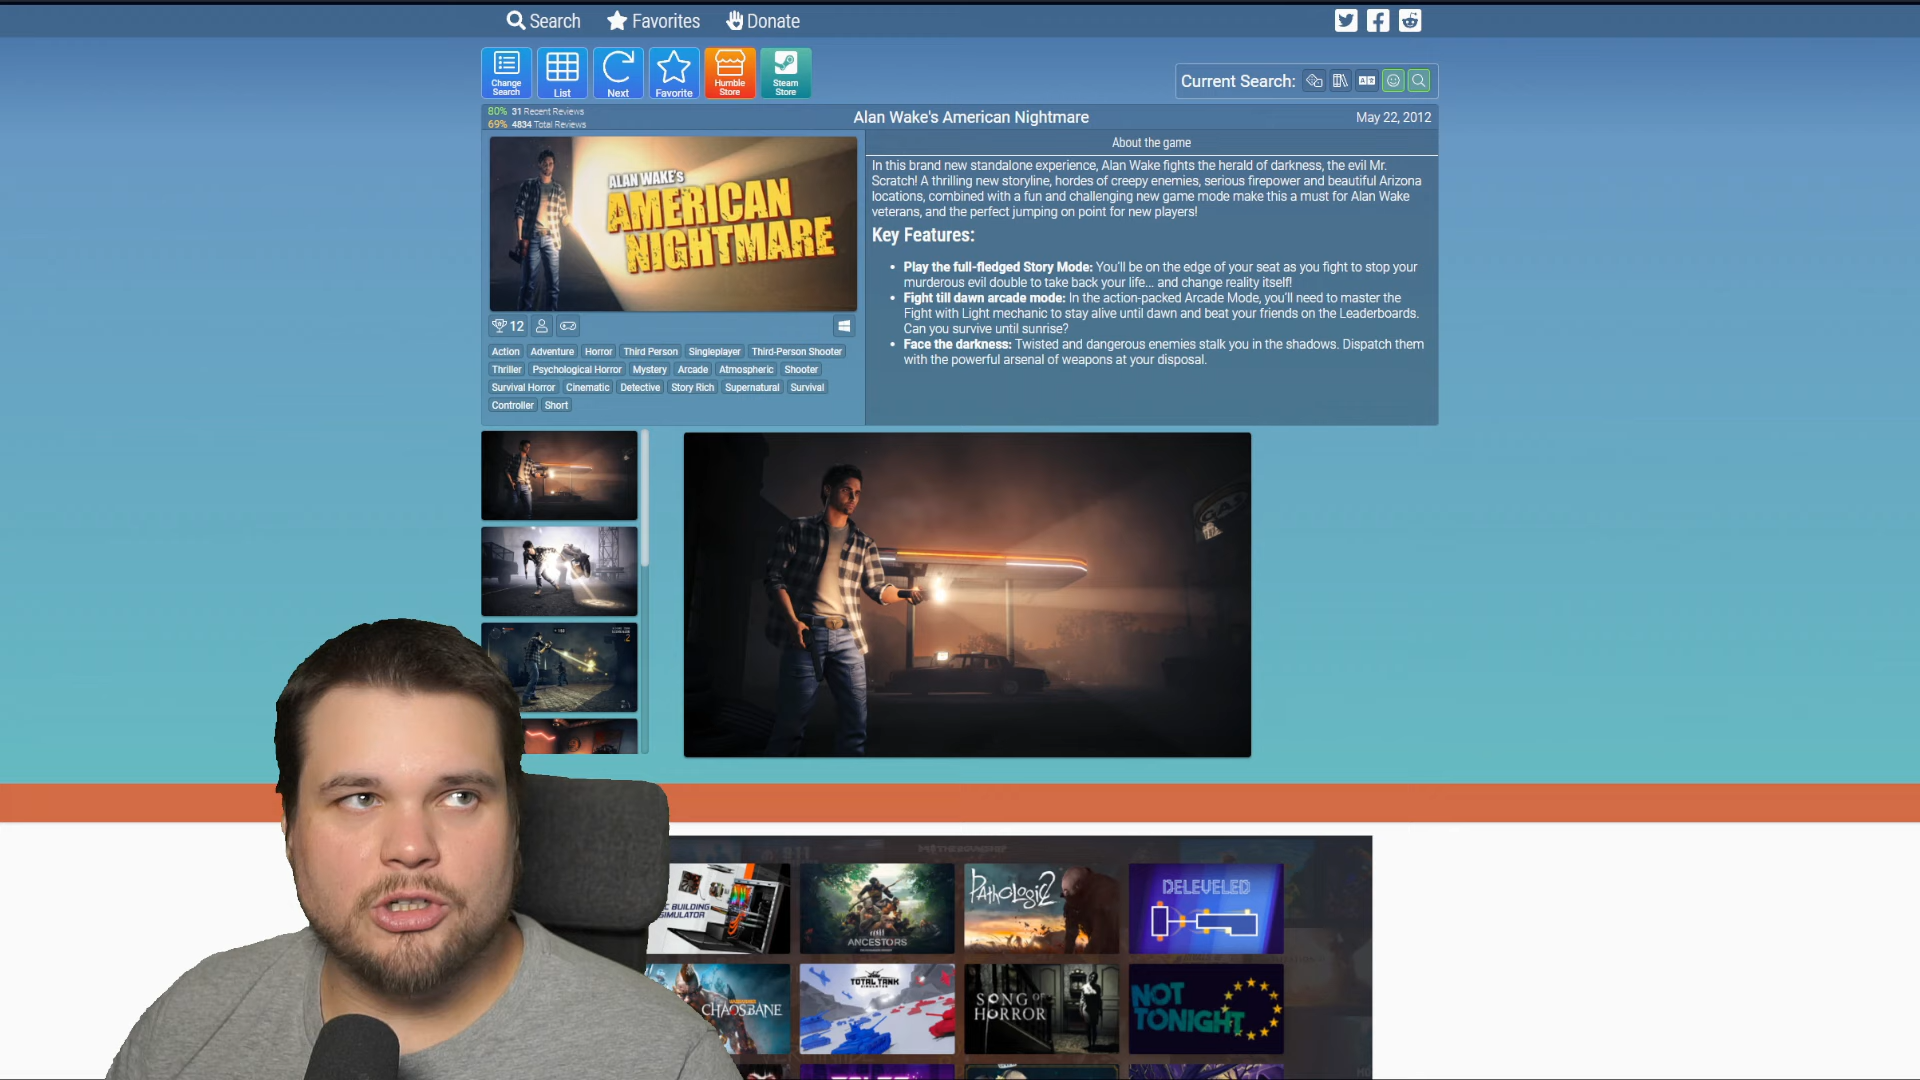 Search Favorites Donate
Change Search
List
Next
Favorite
Humble Store
Steam Store
Current Search:
80% 31 Recent Reviews
69% 4834 Total Reviews
Alan Wake's American Nightmare
May 22, 2012
ALAN WAKE'S
AMERICAN
NIGHTMARE
12
Action Adventure Horror Third Person Singleplayer Third-Person Shooter
Thriller Psychological Horror Mystery Arcade Atmospheric Shooter
Survival Horror Cinematic Detective Story Rich Supernatural Survival
Controller Short
About the game
In this brand new standalone experience, Alan Wake fights the herald of darkness, the evil Mr.
Scratch! A thrilling new storyline, hordes of creepy enemies, serious firepower and beautiful Arizona
locations, combined with a fun and challenging new game mode make this a must for Alan Wake
veterans, and the perfect jumping on point for new players!
Key Features:
Play the full-fledged Story Mode: You'll be on the edge of your seat as you fight to stop your
murderous evil double to take back your life... and change reality itself!
Fight till dawn arcade mode: In the action-packed Arcade Mode, you'll need to master the
Fight with Light mechanic to stay alive until dawn and beat your friends on the Leaderboards.
Can you survive until sunrise?
Face the darkness: Twisted and dangerous enemies stalk you in the shadows. Dispatch them
with the powerful arsenal of weapons at your disposal.
BUILDING
ANCESTORS
PATHOLOGIC2
DELEVELED
CHAOSBANE
TOTAL TANK
SIMULATOR
SONG OF
HORROR
NOT
TONIGHT